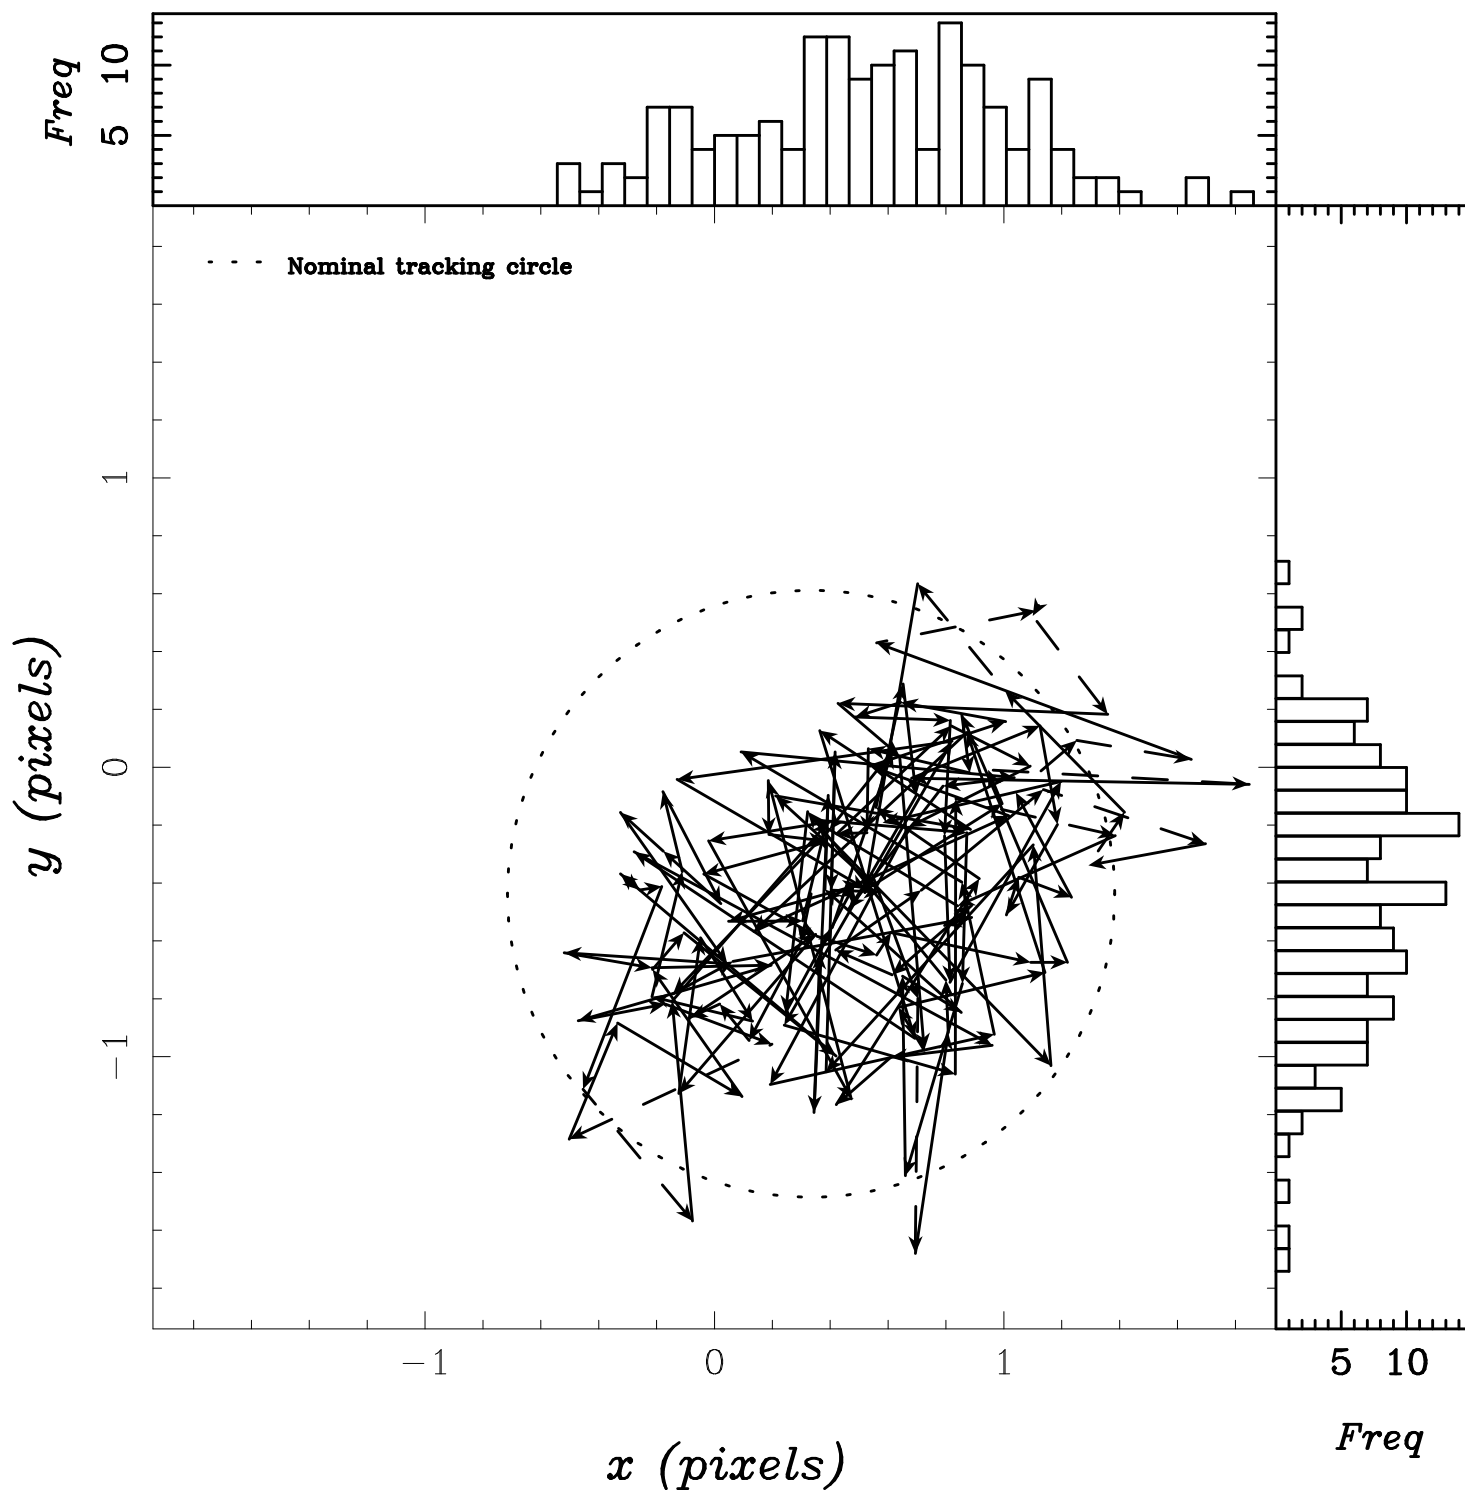 Freq
10
5
Nominal tracking circle
y (pixels)
1
0
−1
−1 0 1
x (pixels)
5 10
Freq